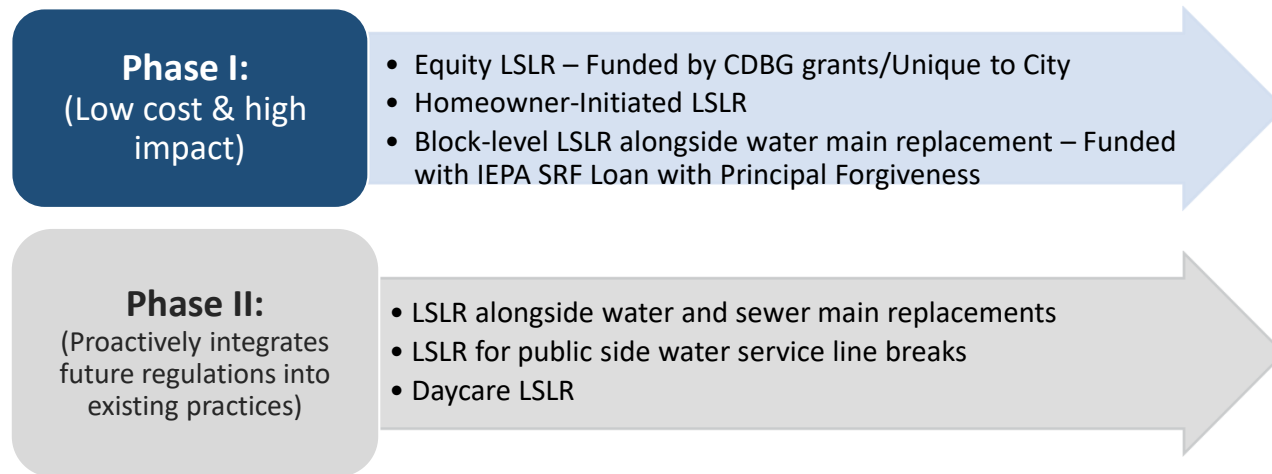 Phase I:
(Low cost & high
impact)
• Equity LSLR – Funded by CDBG grants/Unique to City
• Homeowner-Initiated LSLR
• Block-level LSLR alongside water main replacement – Funded
with IEPA SRF Loan with Principal Forgiveness
Phase II:
(Proactively integrates
future regulations into
existing practices)
• LSLR alongside water and sewer main replacements
• LSLR for public side water service line breaks
• Daycare LSLR